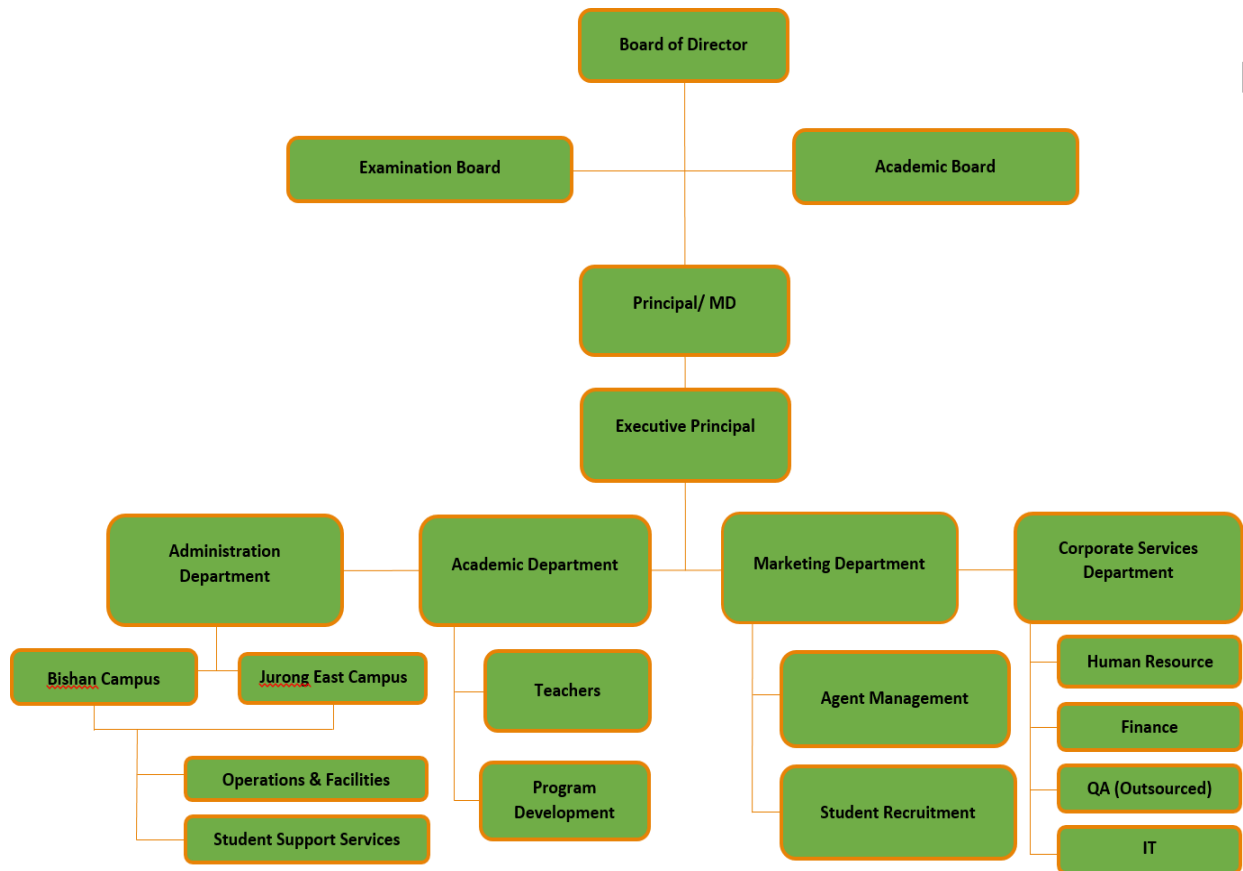 Board of Director
Examination Board
Academic Board
Principal/ MD
Executive Principal
Administration
Department
Academic Department
Marketing Department
Corporate Services
Department
Bishan Campus
Jurong East Campus
Operations & Facilities
Student Support Services
Teachers
Program
Development
Agent Management
Student Recruitment
Human Resource
Finance
QA (Outsourced)
IT